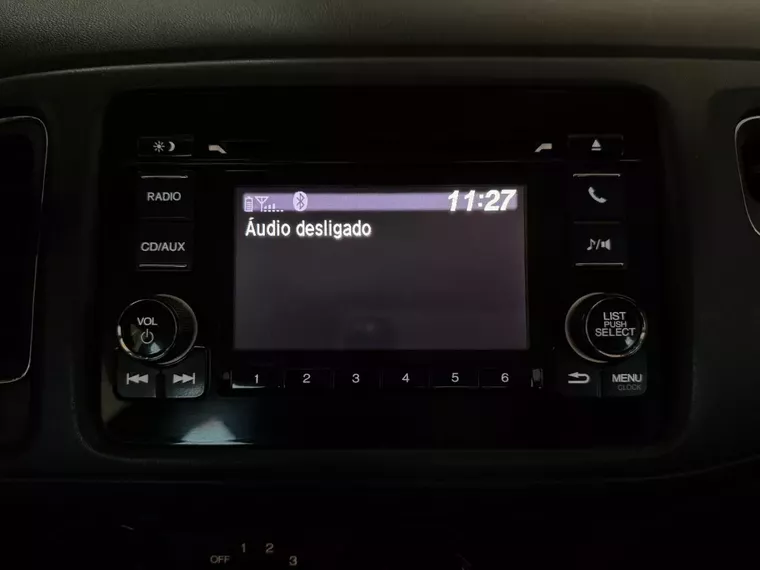 RADIO
CD/AUX
11:27
Áudio desligado
VOL
LIST
PUSH
SELECT
1 2 3 4 5 6
MENU
CLOCK
OFF 1 2 3